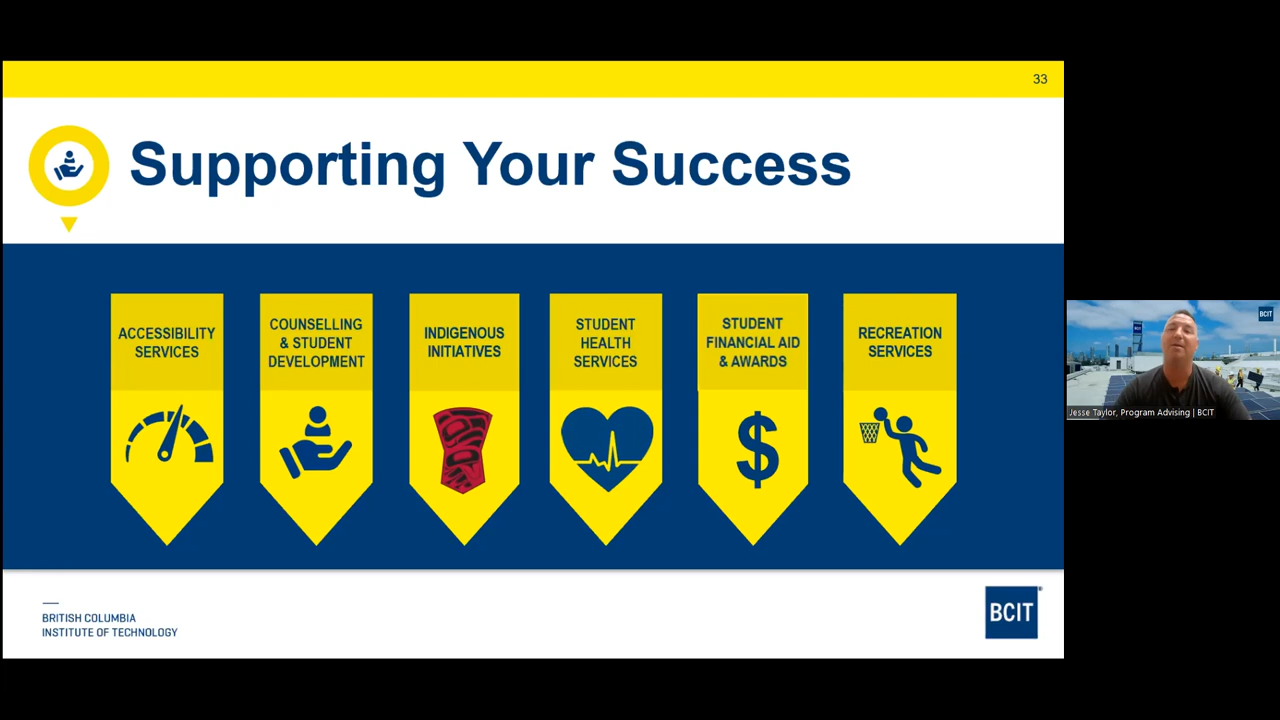 33
Supporting Your Success
ACCESSIBILITY
SERVICES
COUNSELLING
& STUDENT
DEVELOPMENT
INDIGENOUS
INITIATIVES
STUDENT
HEALTH
SERVICES
STUDENT
FINANCIAL AID
& AWARDS
RECREATION
SERVICES
$
BRITISH COLUMBIA
INSTITUTE OF TECHNOLOGY
BCIT
BCIT
Jesse Taylor, Program Advising | BCIT